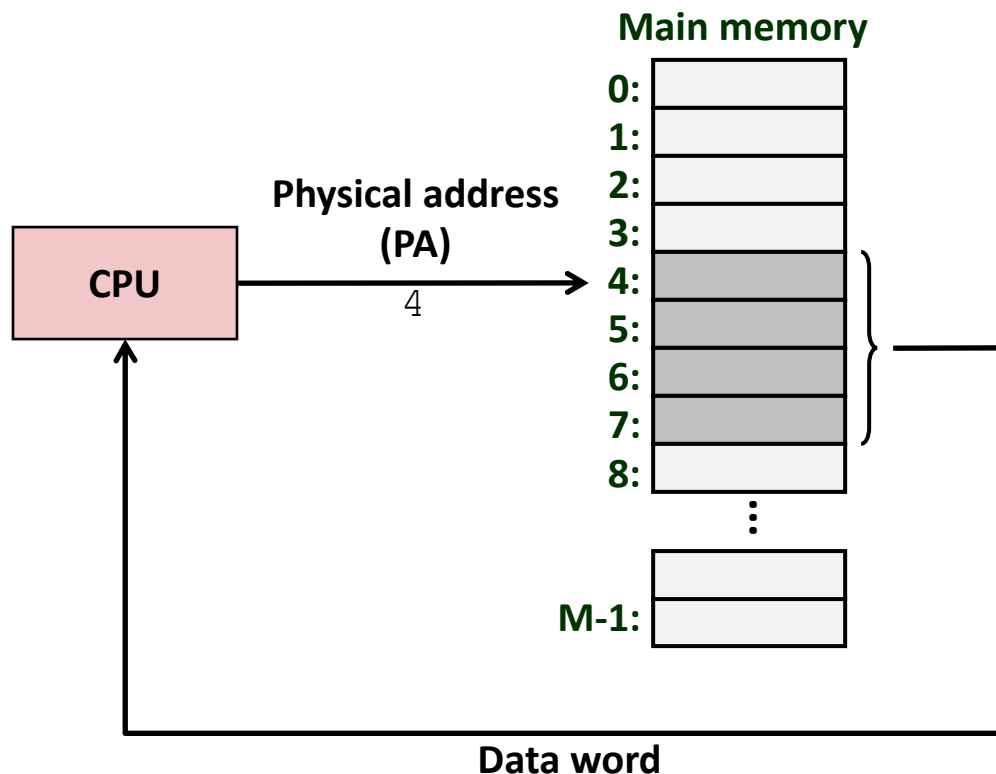 Main memory
0:
1:
2:
Physical address
(PA)
3:
CPU
4
4:
5:
6:
7:
8:
⋮
M-1:
Data word